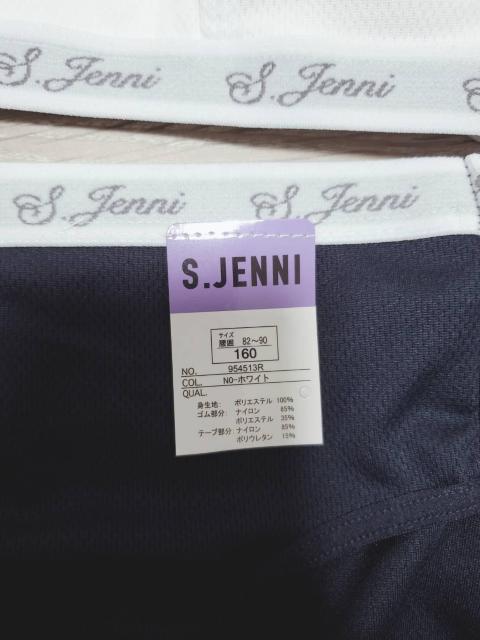 S.Jenni S.Jenni
S.Jenni S.Jenni
S.JENNI
サイズ
腰囲 82～90
160
NO. 954513R
COL. NO-ホワイト
QUAL.
身生地: ポリエステル 100%
ゴム部分: ナイロン 85%
ポリエステル 35%
テープ部分: ナイロン 85%
ポリウレタン 15%